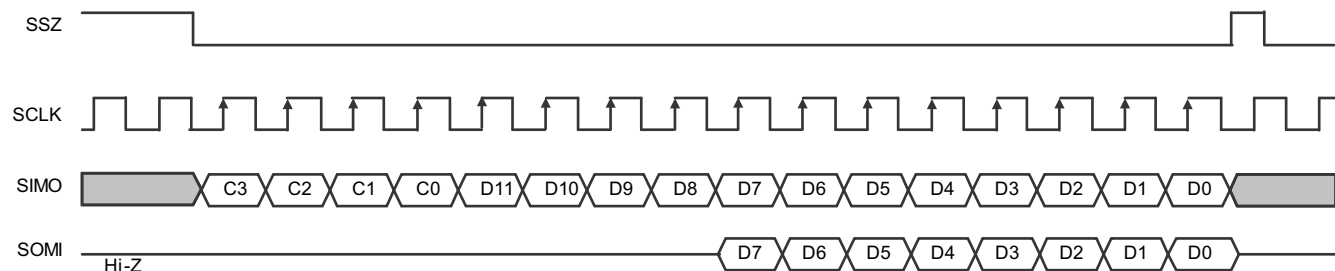 SSZ
SCLK
SIMO C3 C2 C1 C0 D11 D10 D9 D8 D7 D6 D5 D4 D3 D2 D1 D0
SOMI D7 D6 D5 D4 D3 D2 D1 D0
Hi-Z